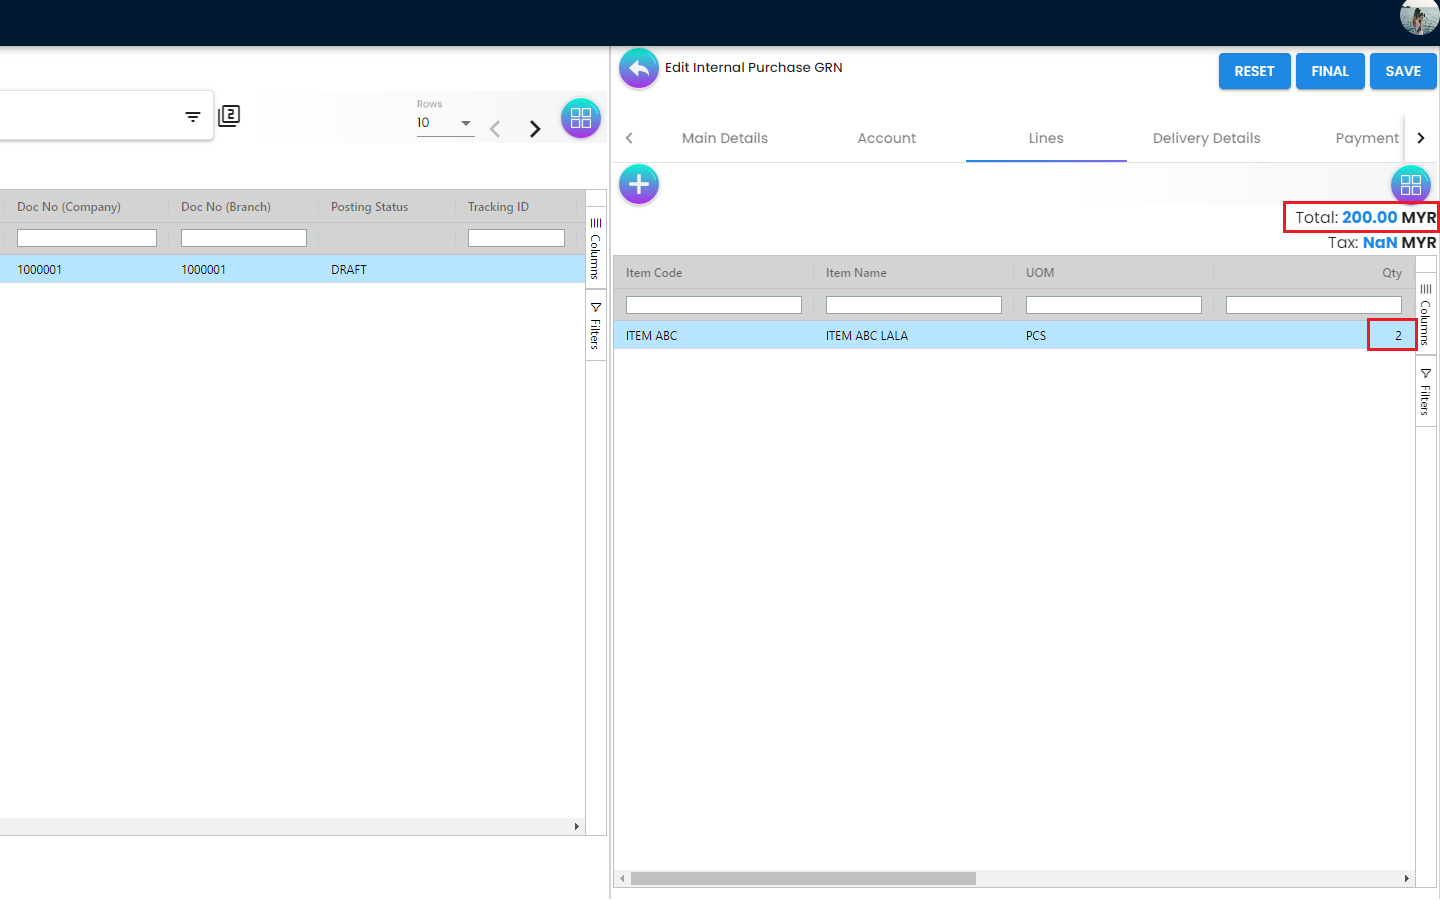 Edit Internal Purchase GRN
RESET
FINAL
SAVE
2
Rows
10
Main Details
Account
Lines
Delivery Details
Payment
Total: 200.00 MYR
Tax: NaN MYR
Doc No (Company)
Doc No (Branch)
Posting Status
Tracking ID
1000001
1000001
DRAFT
Columns
Filters
Item Code
Item Name
UOM
Qty
ITEM ABC
ITEM ABC LALA
PCS
2
Columns
Filters